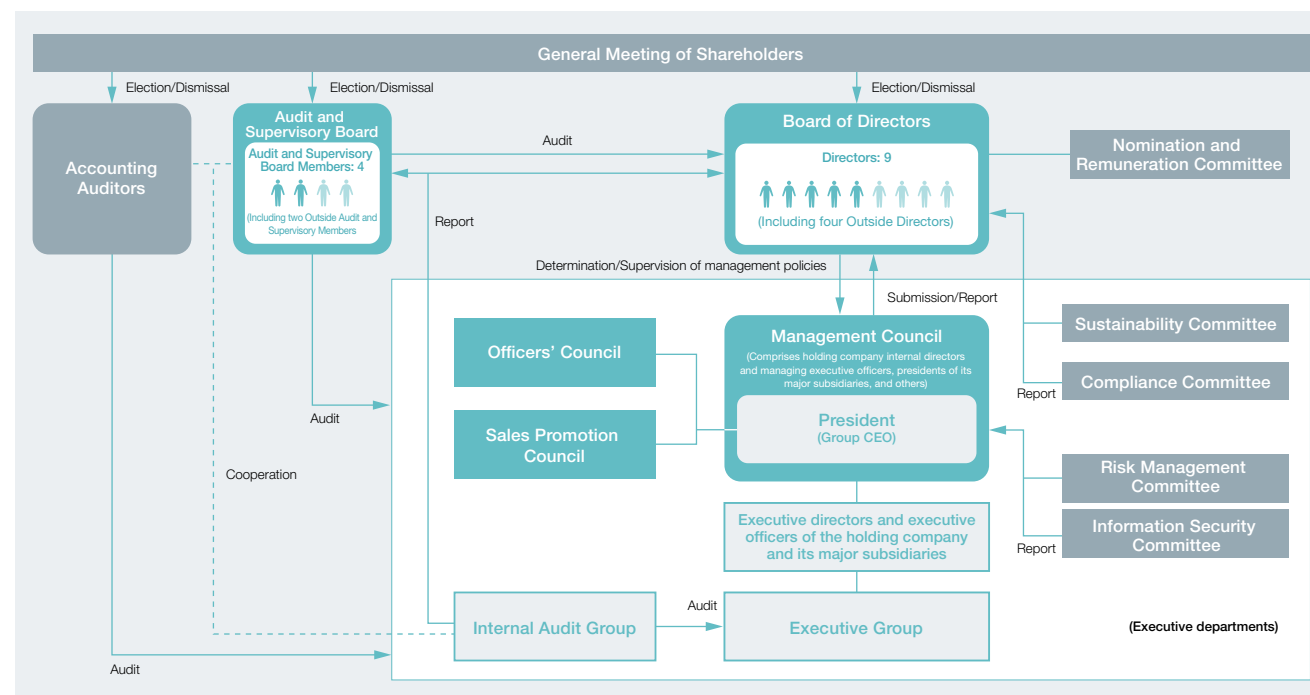 General Meeting of Shareholders
Election/Dismissal
Election/Dismissal
Election/Dismissal
Accounting
Auditors
Audit and
Supervisory Board
Audit and Supervisory
Board Members: 4
(Including two Outside Audit and
Supervisory Members
Audit
Report
Board of Directors
Directors: 9
(Including four Outside Directors)
Nomination and
Remuneration Committee
Determination/Supervision of management policies
Submission/Report
Officers’ Council
Sales Promotion
Council
Management Council
(Comprises holding company internal directors
and managing executive officers, presidents of its
major subsidiaries, and others)
President
(Group CEO)
Sustainability Committee
Compliance Committee
Report
Audit
Cooperation
Risk Management
Committee
Information Security
Committee
Report
Executive directors and executive
officers of the holding company
and its major subsidiaries
Internal Audit Group
Audit
Executive Group
(Executive departments)
Audit